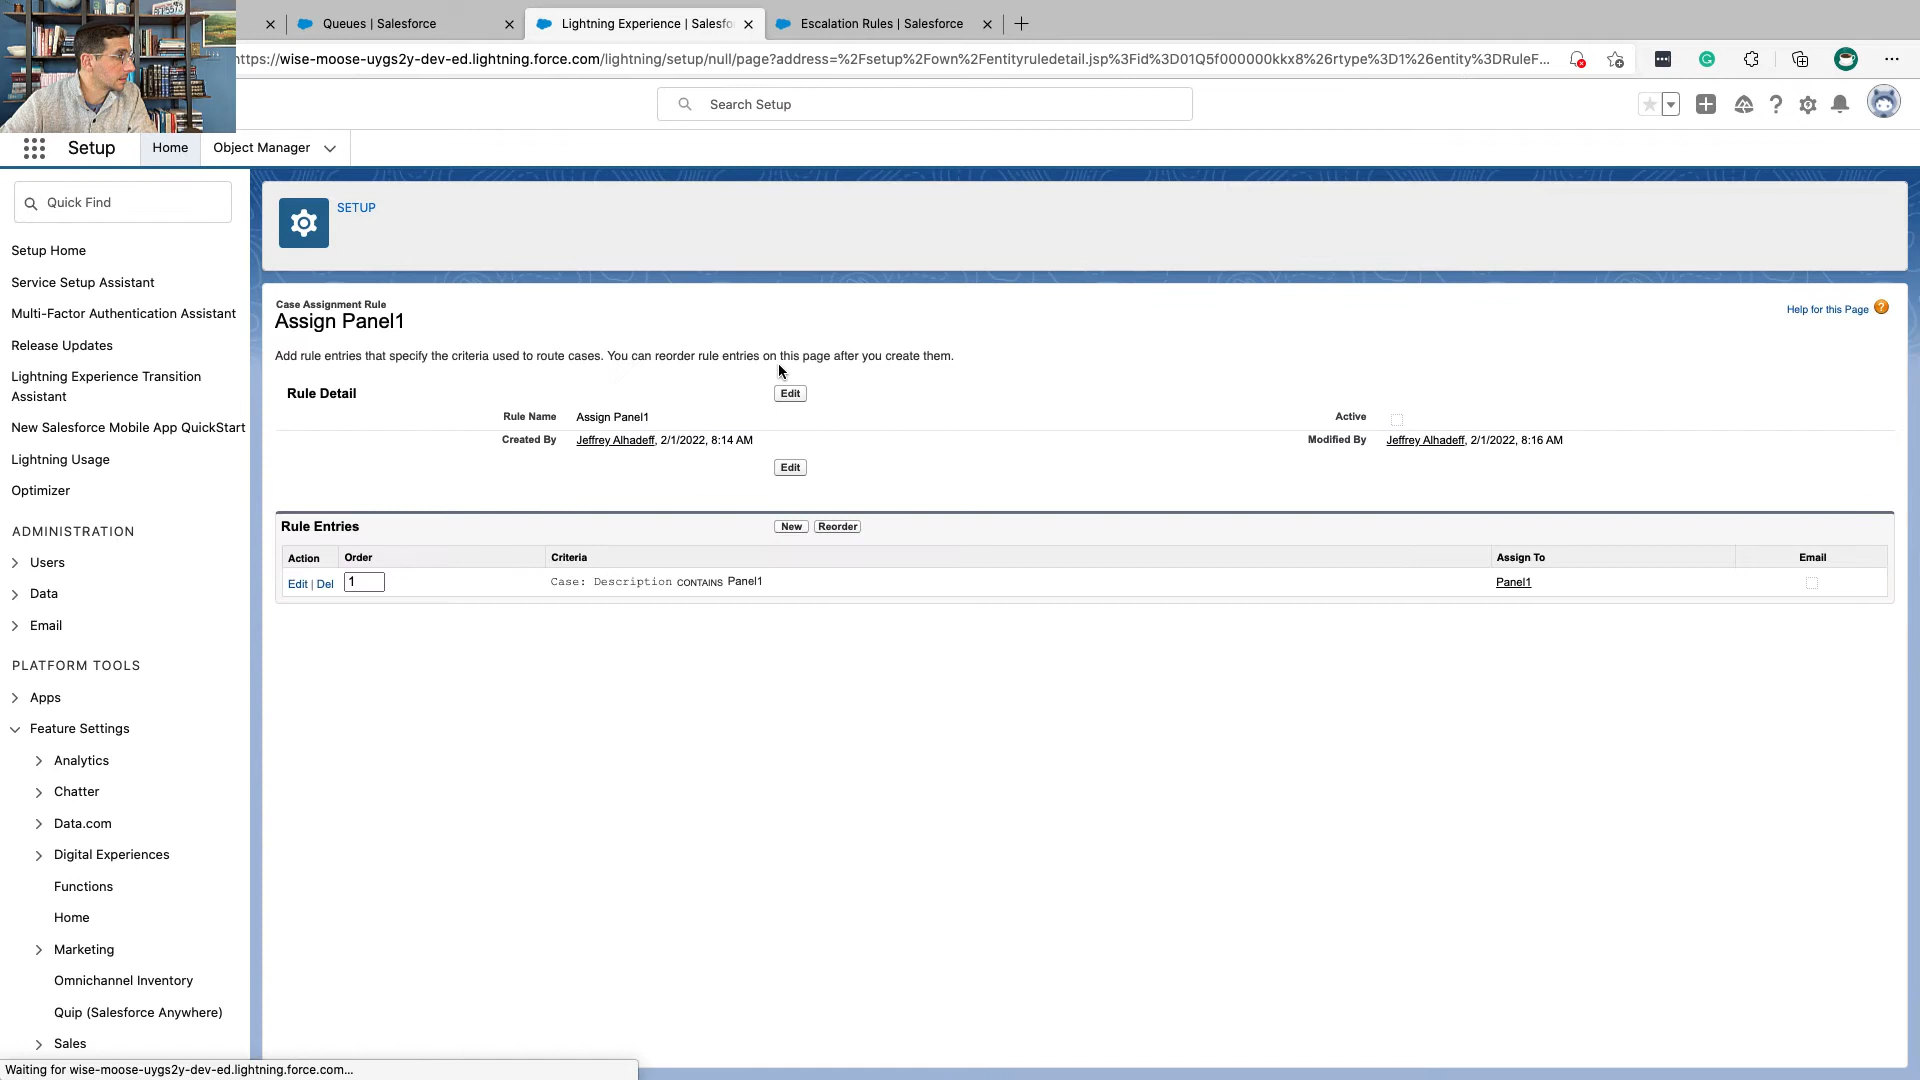 Queues | Salesforce
Lightning Experience | Salesfo
Escalation Rules | Salesforce
https://wise-moose-uygs2y-dev-ed.lightning.force.com/lightning/setup/null/page?address=%2Fsetup%2Fown%2Fentityruledetail.jsp%3Fid%3D01Q5f000000kkx8%26rtype%3D1%26entity%3DRuleF...
Search Setup
Setup
Home
Object Manager
Quick Find
Setup Home
Service Setup Assistant
Multi-Factor Authentication Assistant
Release Updates
Lightning Experience Transition
Assistant
New Salesforce Mobile App QuickStart
Lightning Usage
Optimizer
ADMINISTRATION
Users
Data
Email
PLATFORM TOOLS
Apps
Feature Settings
Analytics
Chatter
Data.com
Digital Experiences
Functions
Home
Marketing
Omnichannel Inventory
Quip (Salesforce Anywhere)
Sales
SETUP
Case Assignment Rule
Assign Panel1
Help for this Page
Add rule entries that specify the criteria used to route cases. You can reorder rule entries on this page after you create them.
Rule Detail
Edit
Rule Name Assign Panel1
Active
Created By Jeffrey Alhadeff, 2/1/2022, 8:14 AM
Modified By Jeffrey Alhadeff, 2/1/2022, 8:16 AM
Edit
Rule Entries
New
Reorder
Action Order Criteria Assign To Email
Edit | Del 1 Case: Description CONTAINS Panel1 Panel1
Waiting for wise-moose-uygs2y-dev-ed.lightning.force.com...